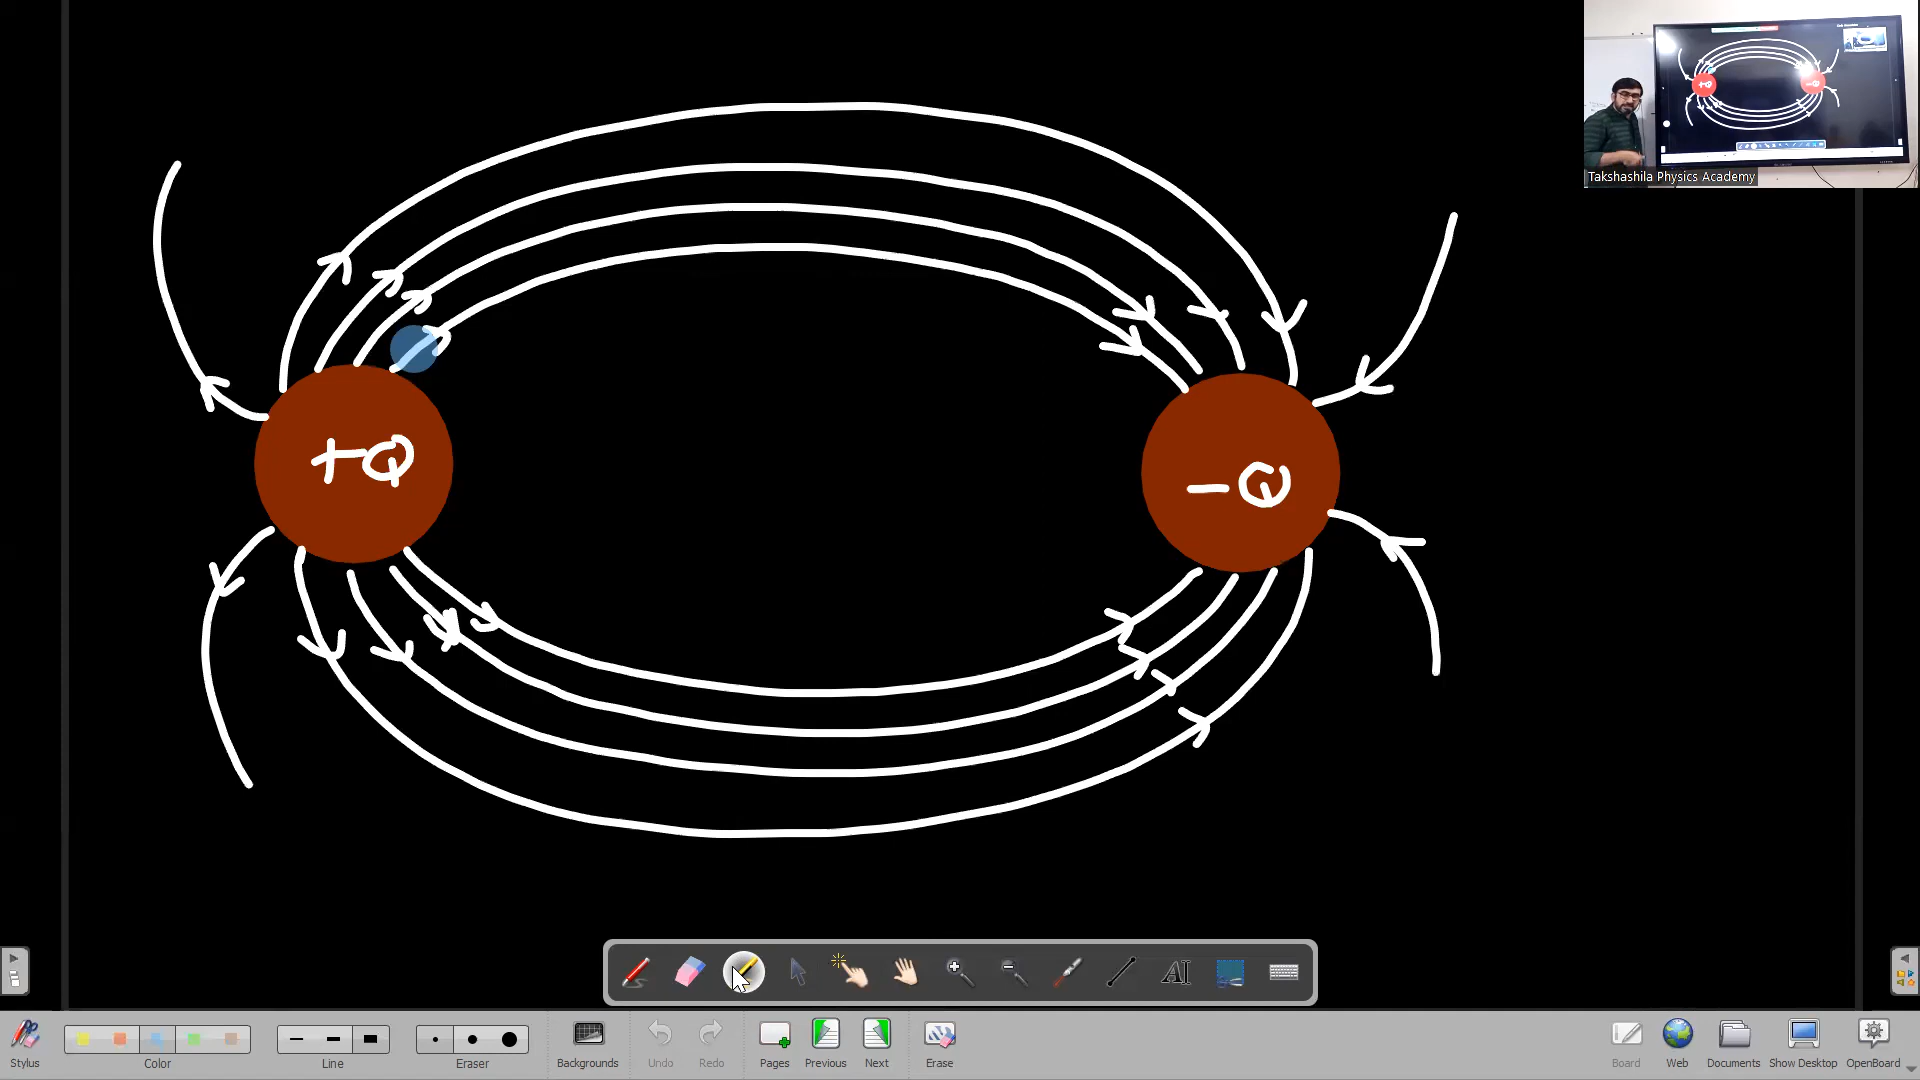 Takshashila Physics Academy
+Q
-Q
Stylus
Color
Line
Eraser
Backgrounds
Undo
Redo
Pages
Previous
Next
Erase
Board
Web
Documents
Show Desktop
OpenBoard